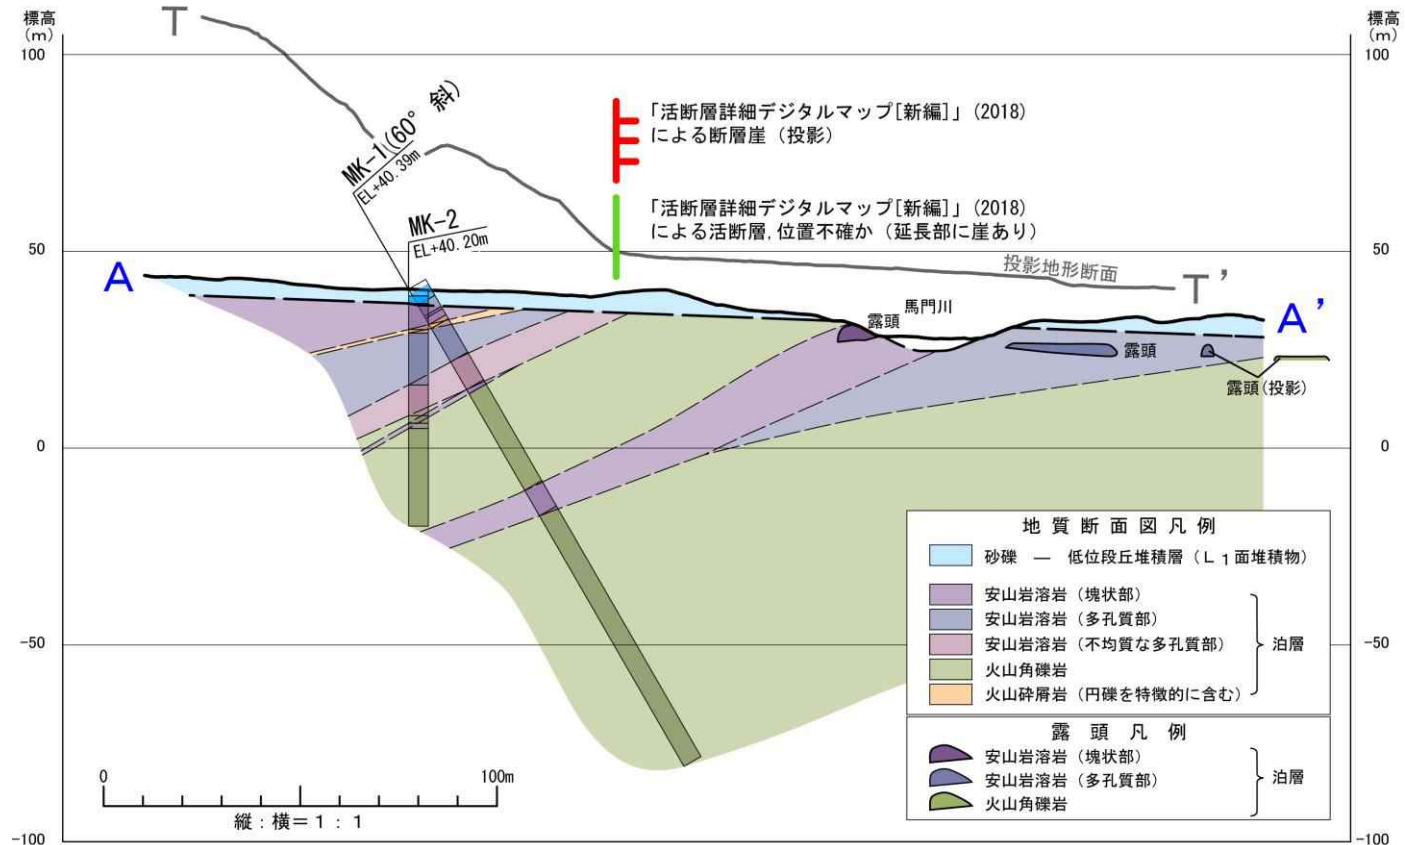 標高
(m)
100
50
0
-50
-100
標高
(m)
100
50
0
-50
-100
T
MK-1(60° 斜)
EL+40.39m
MK-2
EL+40.20m
「活断層詳細デジタルマップ[新編]」(2018)
による断層崖（投影）
「活断層詳細デジタルマップ[新編]」(2018)
による活断層,位置不確か（延長部に崖あり）
投影地形断面
T’
A
A’
馬門川
露頭
露頭
露頭(投影)
地質断面図凡例
砂礫 ― 低位段丘堆積層（L1面堆積物）
安山岩溶岩（塊状部）
安山岩溶岩（多孔質部）
安山岩溶岩（不均質な多孔質部）
火山角礫岩
火山砕屑岩（円礫を特徴的に含む）
泊層
露頭凡例
安山岩溶岩（塊状部）
安山岩溶岩（多孔質部）
火山角礫岩
泊層
0
100m
縦：横＝1：1